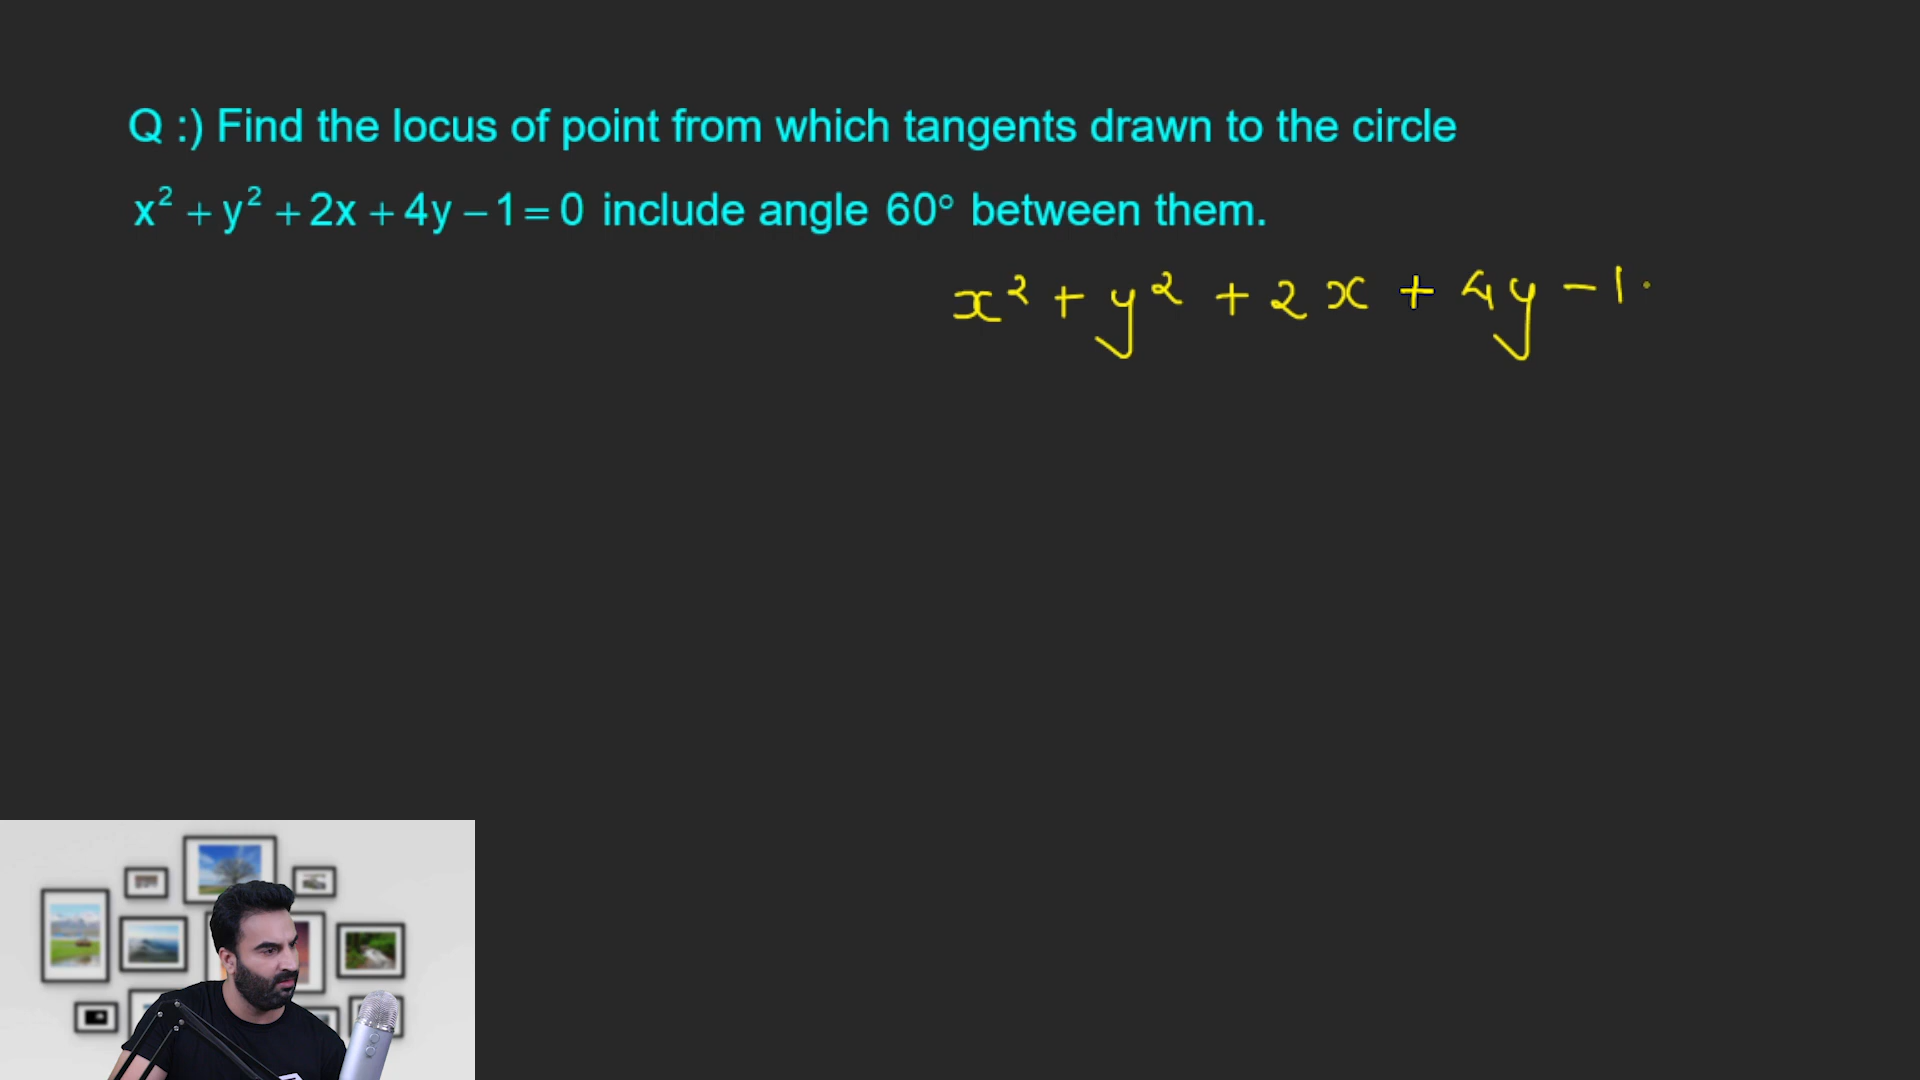 Q :) Find the locus of point from which tangents drawn to the circle
x² + y² + 2x + 4y – 1 = 0 include angle 60° between them.
x² + y² + 2x + 4y – 1 ·